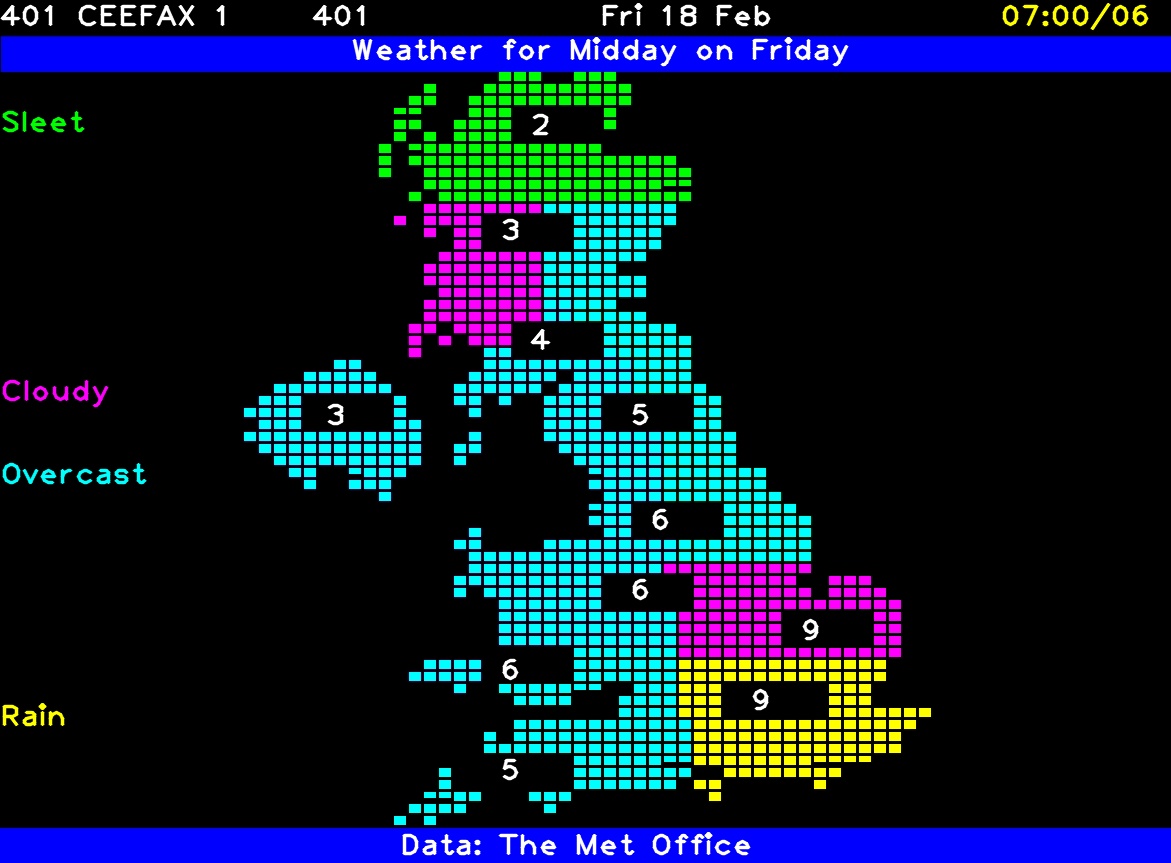 401 CEEFAX 1 401 Fri 18 Feb 07:00/06
Weather for Midday on Friday
Sleet 2
3
4
Cloudy
3 5
Overcast
6
6
9
6
9
Rain
5
Data: The Met Office